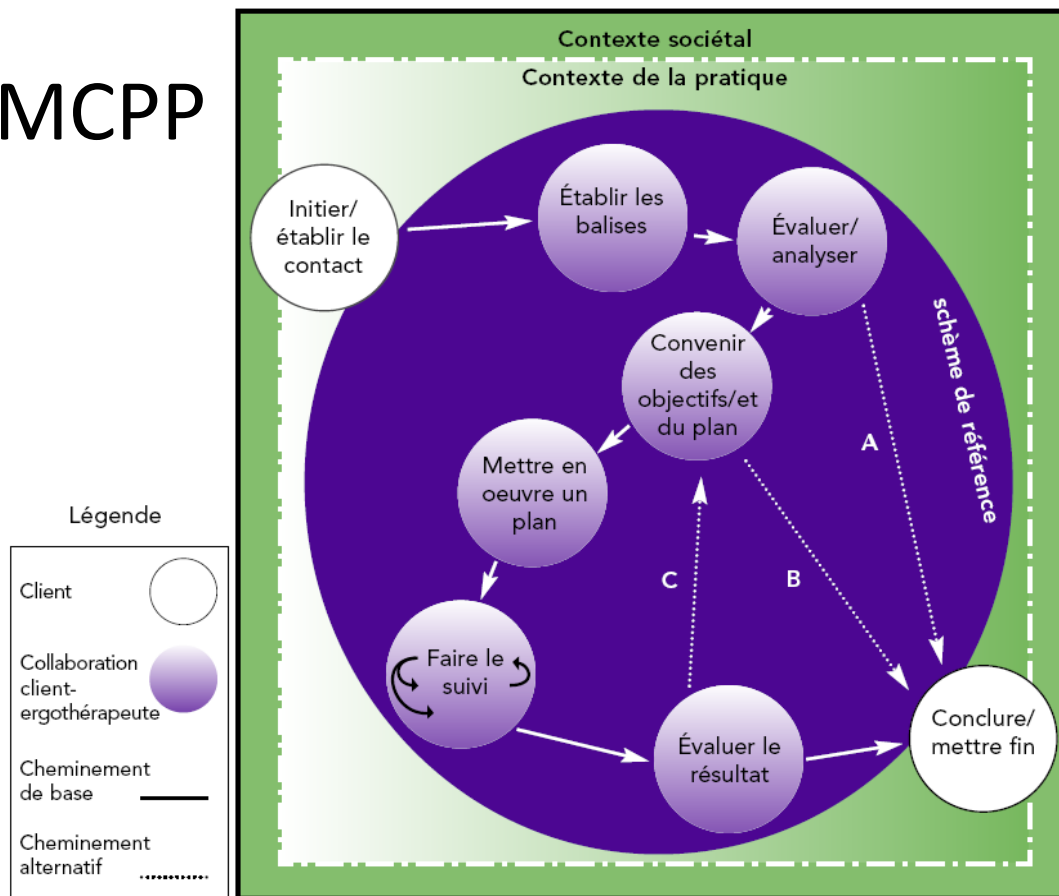 MCPP
Contexte sociétal
Contexte de la pratique
Initier/
établir le
contact
Établir les
balises
Évaluer/
analyser
Convenir
des
objectifs/et
du plan
Mettre en
oeuvre un
plan
Faire le
suivi
Évaluer le
résultat
Conclure/
mettre fin
A
B
C
schème de référence
Légende
Client
Collaboration
client-
ergothérapeute
Cheminement
de base
Cheminement
alternatif